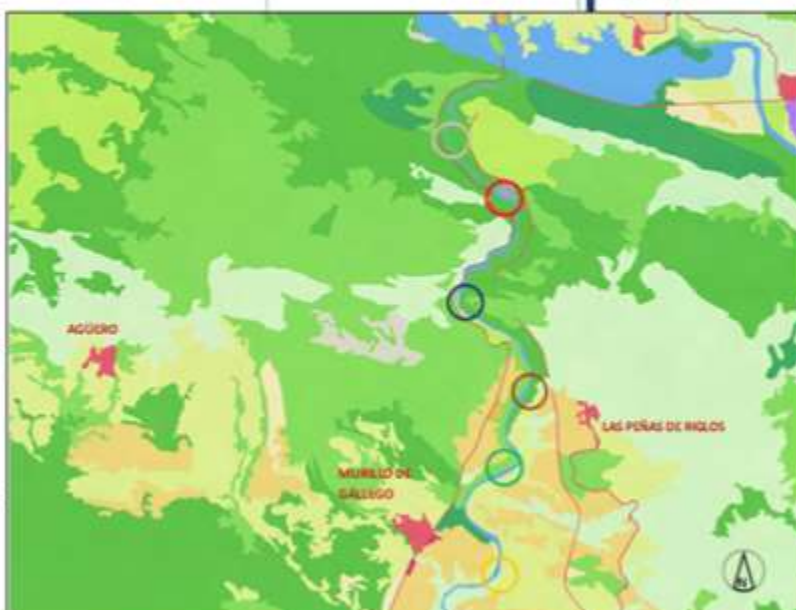 AGÜERO
LAS PEÑAS DE RIGLOS
MURILLO DE
GÁLLEGO
N